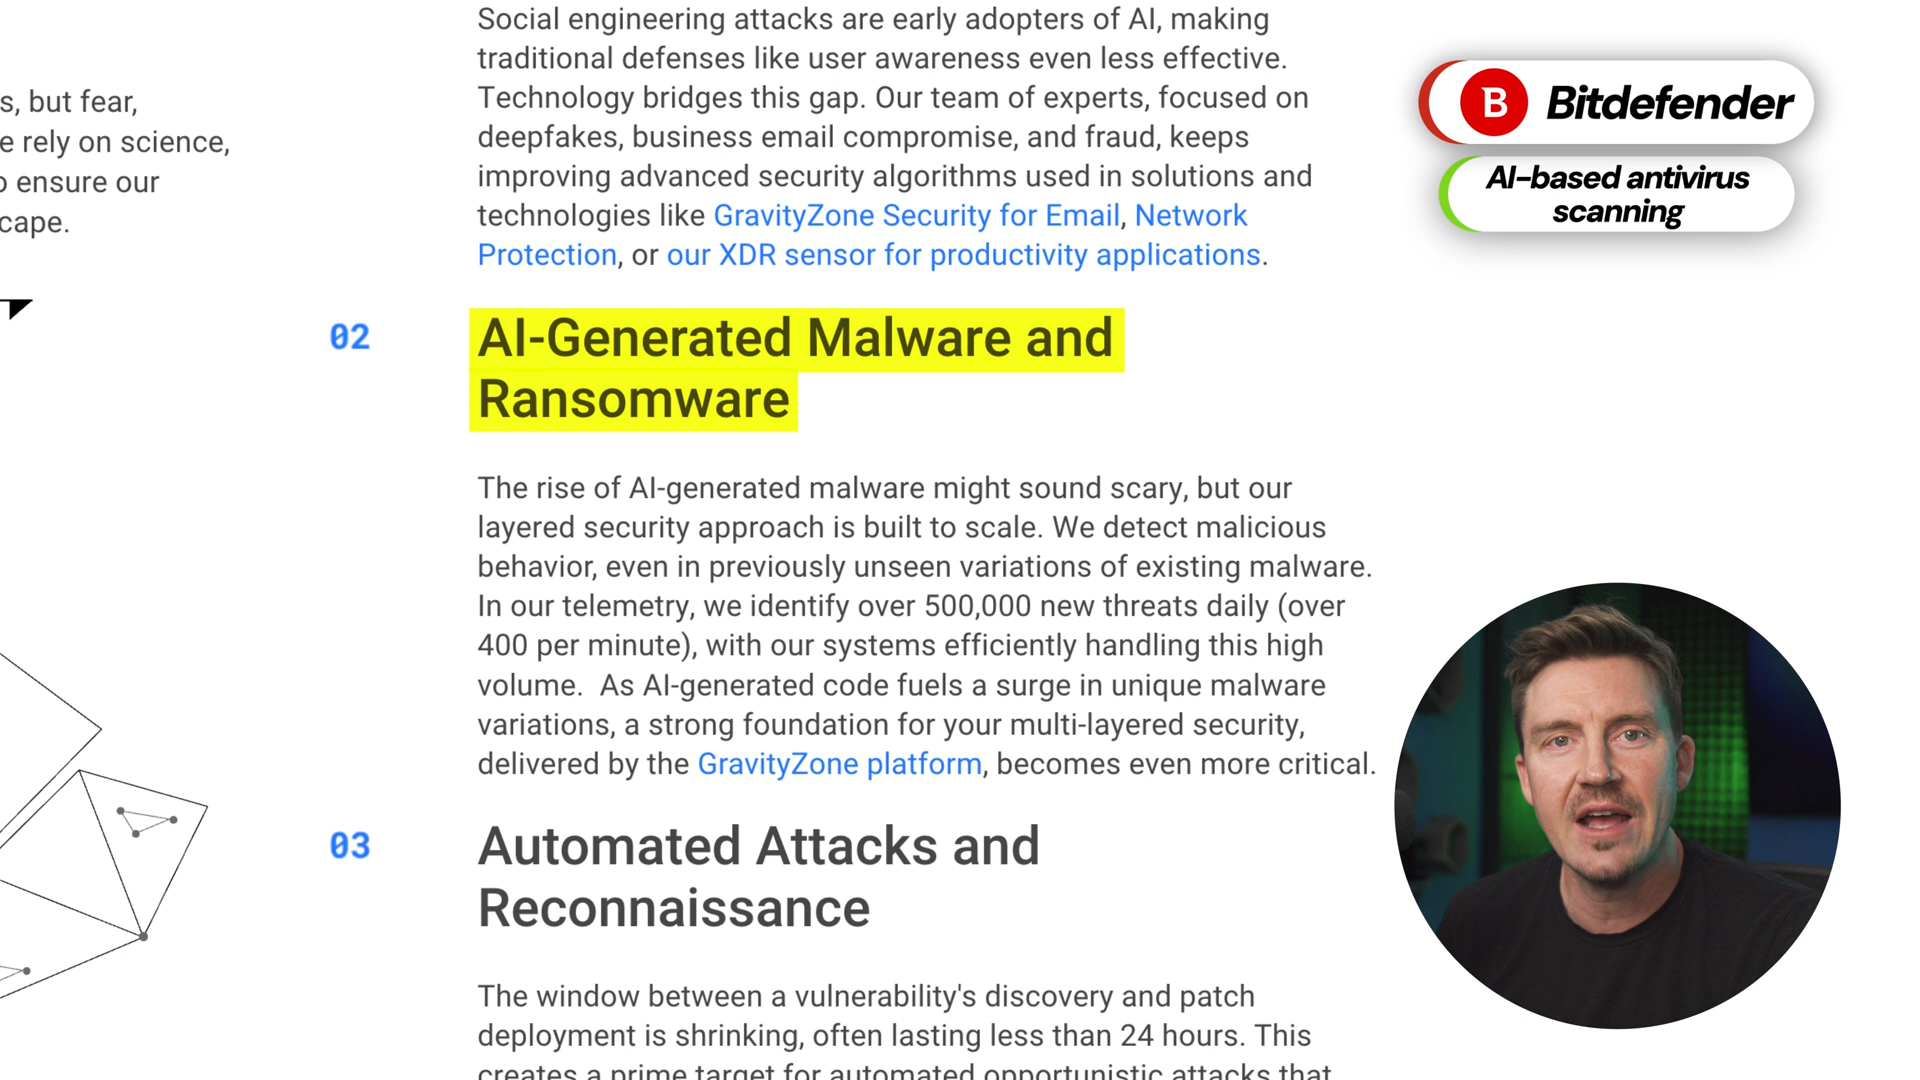 Social engineering attacks are early adopters of AI, making
traditional defenses like user awareness even less effective.
Technology bridges this gap. Our team of experts, focused on
deepfakes, business email compromise, and fraud, keeps
improving advanced security algorithms used in solutions and
technologies like GravityZone Security for Email, Network
Protection, or our XDR sensor for productivity applications.
s, but fear,
e rely on science,
o ensure our
cape.
B Bitdefender
AI-based antivirus
scanning
02
AI-Generated Malware and
Ransomware
The rise of AI-generated malware might sound scary, but our
layered security approach is built to scale. We detect malicious
behavior, even in previously unseen variations of existing malware.
In our telemetry, we identify over 500,000 new threats daily (over
400 per minute), with our systems efficiently handling this high
volume.  As AI-generated code fuels a surge in unique malware
variations, a strong foundation for your multi-layered security,
delivered by the GravityZone platform, becomes even more critical.
03
Automated Attacks and
Reconnaissance
The window between a vulnerability's discovery and patch
deployment is shrinking, often lasting less than 24 hours. This
creates a prime target for automated opportunistic attacks that